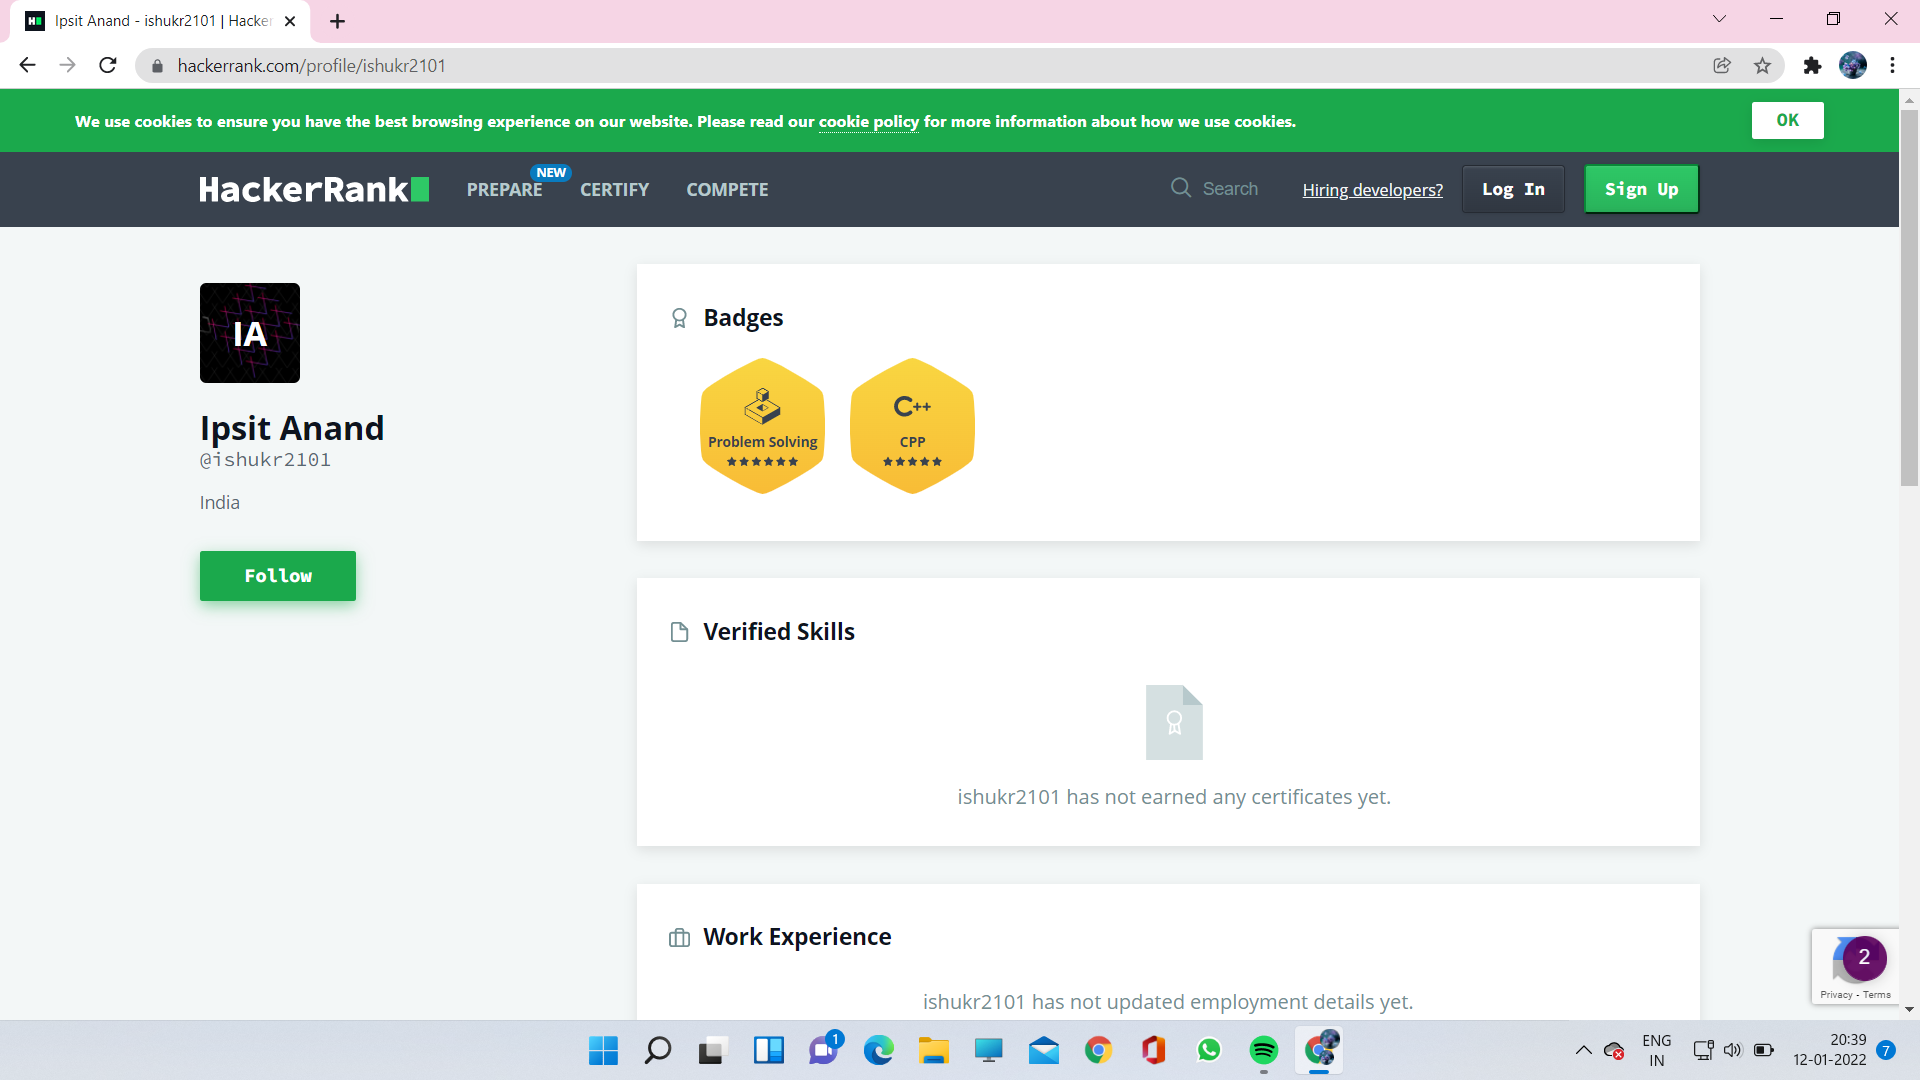 Ipsit Anand - ishukr2101 | Hacker
hackerrank.com/profile/ishukr2101
We use cookies to ensure you have the best browsing experience on our website. Please read our cookie policy for more information about how we use cookies.
OK
HackerRank
PREPARE
NEW
CERTIFY
COMPETE
Search
Hiring developers?
Log In
Sign Up
IA
Ipsit Anand
@ishukr2101
India
Follow
Badges
C++
Problem Solving
CPP
Verified Skills
ishukr2101 has not earned any certificates yet.
Work Experience
ishukr2101 has not updated employment details yet.
2
Privacy - Terms
1
ENG
IN
20:39
12-01-2022
7